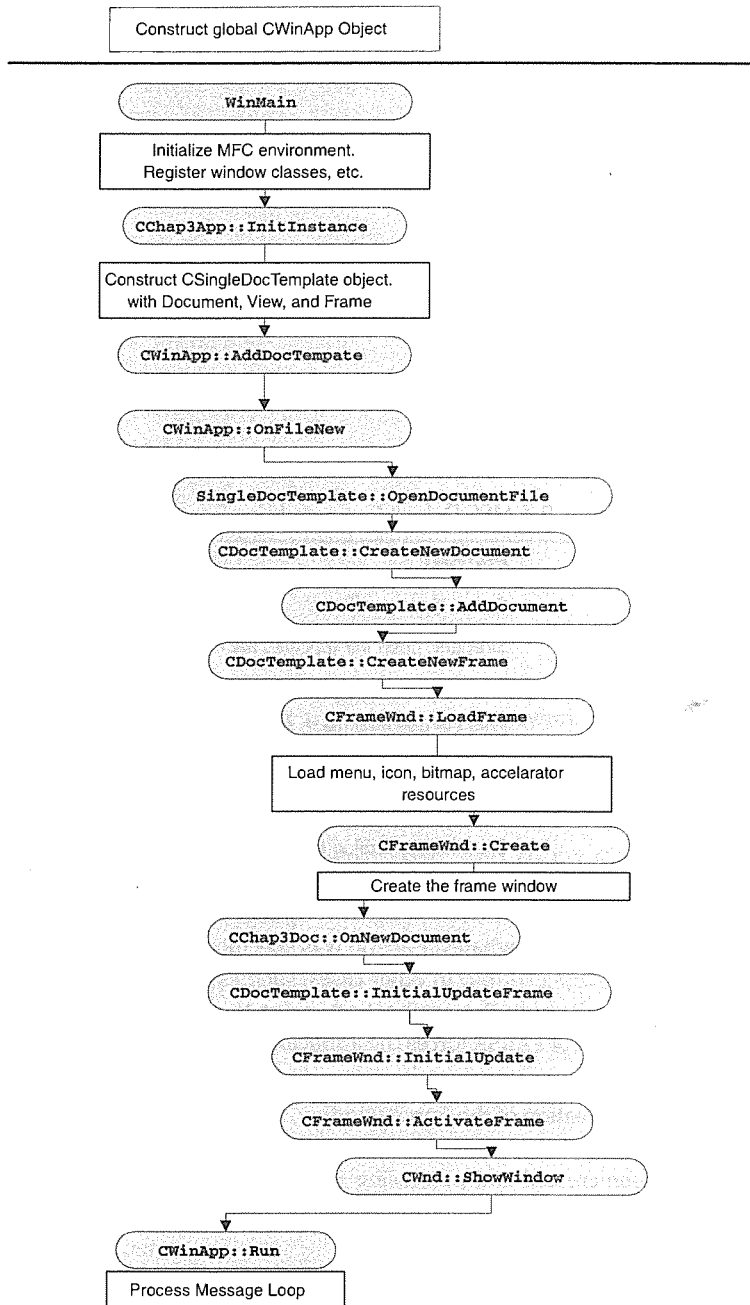 Construct global CWinApp Object
WinMain
Initialize MFC environment.
Register window classes, etc.
CChap3App::InitInstance
Construct CSingleDocTemplate object.
with Document, View, and Frame
CWinApp::AddDocTempate
CWinApp::OnFileNew
SingleDocTemplate::OpenDocumentFile
CDocTemplate::CreateNewDocument
CDocTemplate::AddDocument
CDocTemplate::CreateNewFrame
CFrameWnd::LoadFrame
Load menu, icon, bitmap, accelarator
resources
CFrameWnd::Create
Create the frame window
CChap3Doc::OnNewDocument
CDocTemplate::InitialUpdateFrame
CFrameWnd::InitialUpdate
CFrameWnd::ActivateFrame
CWnd::ShowWindow
CWinApp::Run
Process Message Loop